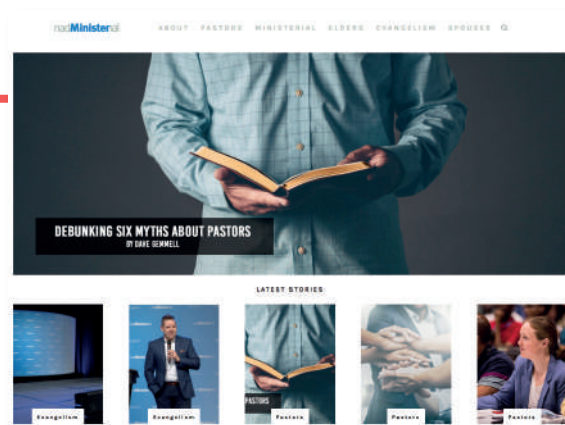 nadMinisterial
ABOUT PASTORS MINISTERIAL ELDERS EVANGELISM SPOUSES
DEBUNKING SIX MYTHS ABOUT PASTORS
BY DAVE GEMMELL
LATEST STORIES
PASTORS
Evangelism Evangelism Pastors Pastors Pastors